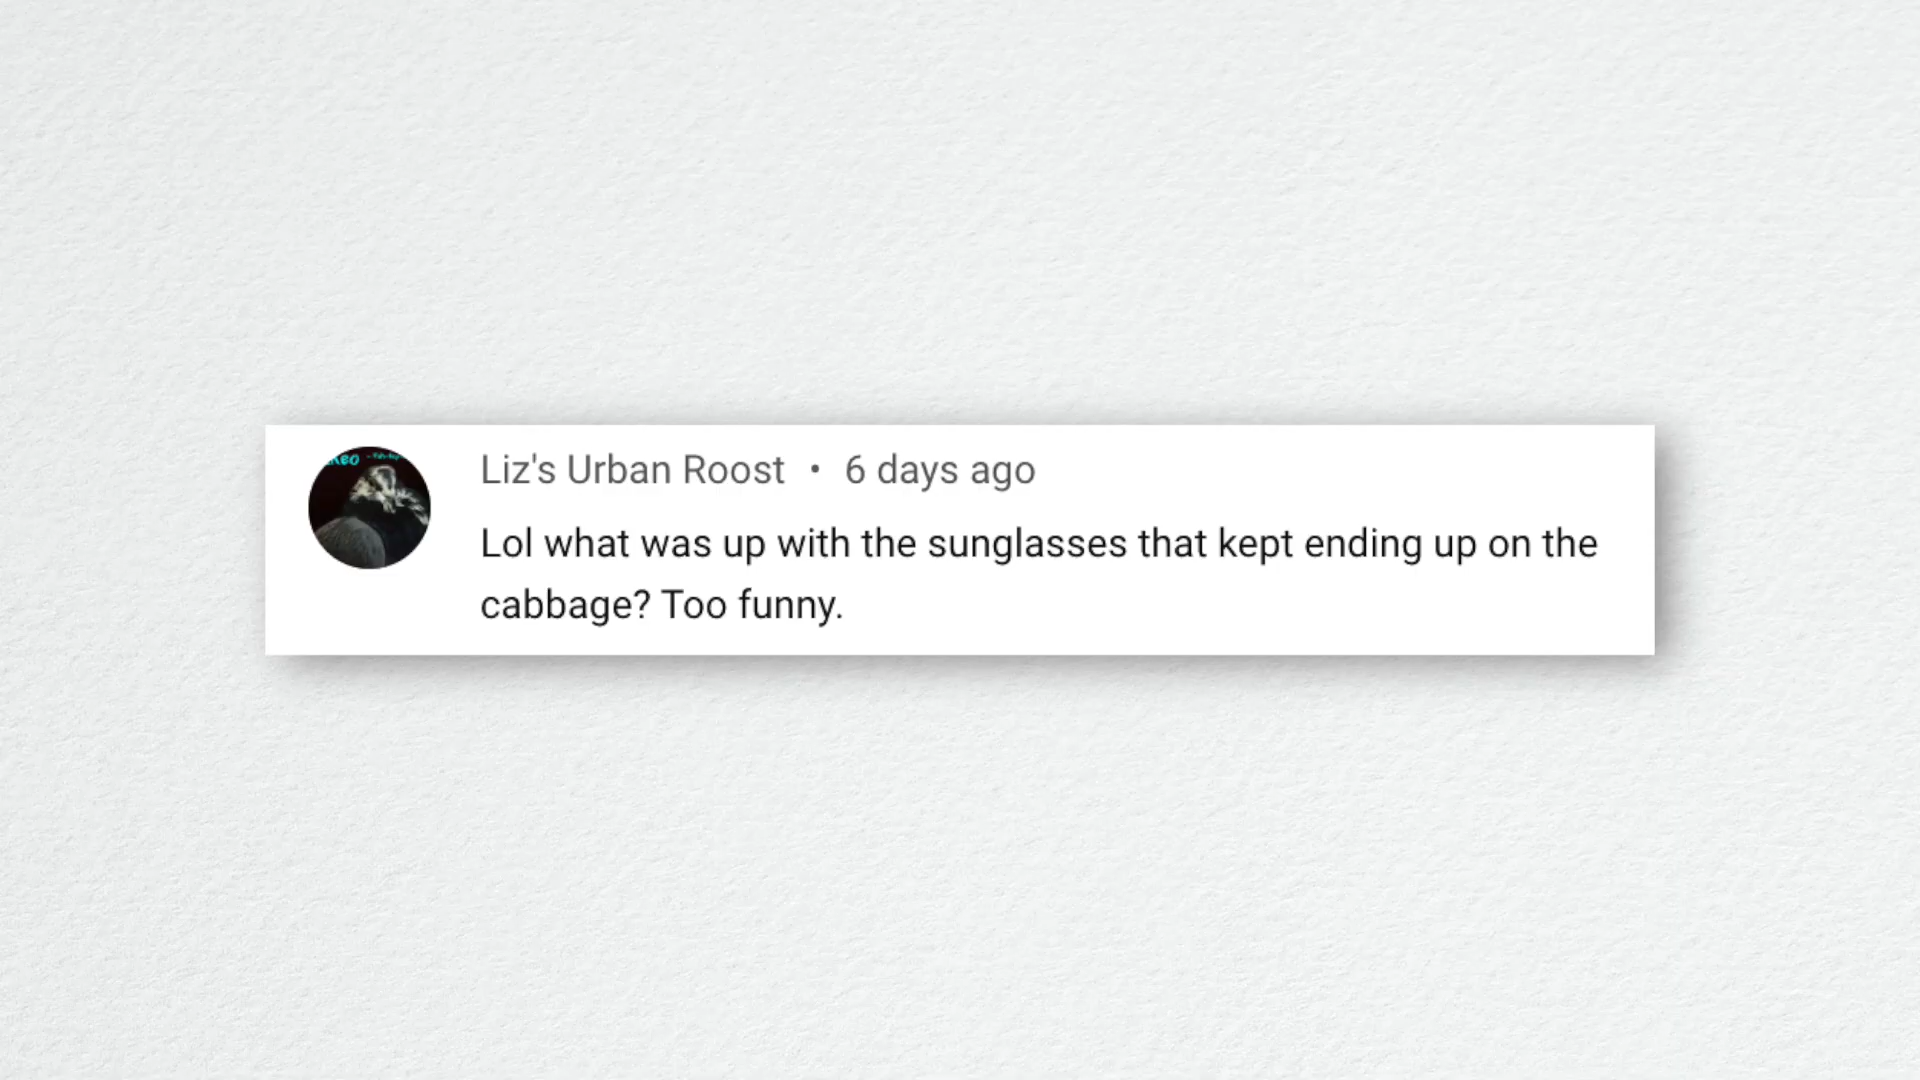 Liz's Urban Roost • 6 days ago
Lol what was up with the sunglasses that kept ending up on the
cabbage? Too funny.